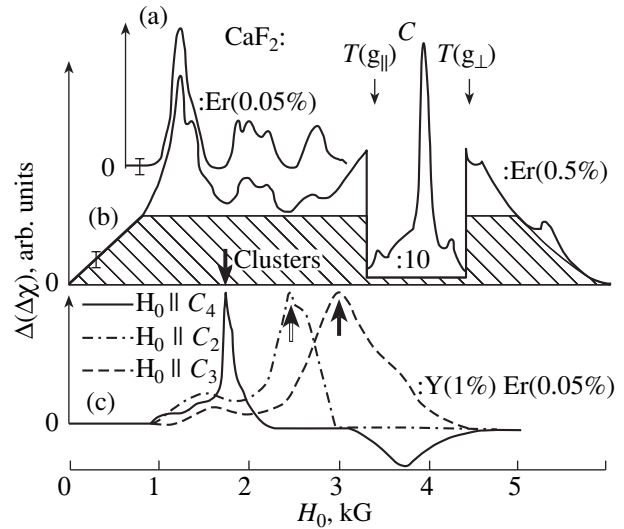 (a)
CaF₂:
C
T(g∥)
T(g⊥)
:Er(0.05%)
0
:Er(0.5%)
(b)
:10
Clusters
0
Δ(Δχ), arb. units
H₀ ∥ C₄
H₀ ∥ C₂
H₀ ∥ C₃
:Y(1%) Er(0.05%)
(c)
0
0 1 2 3 4 5
H₀, kG